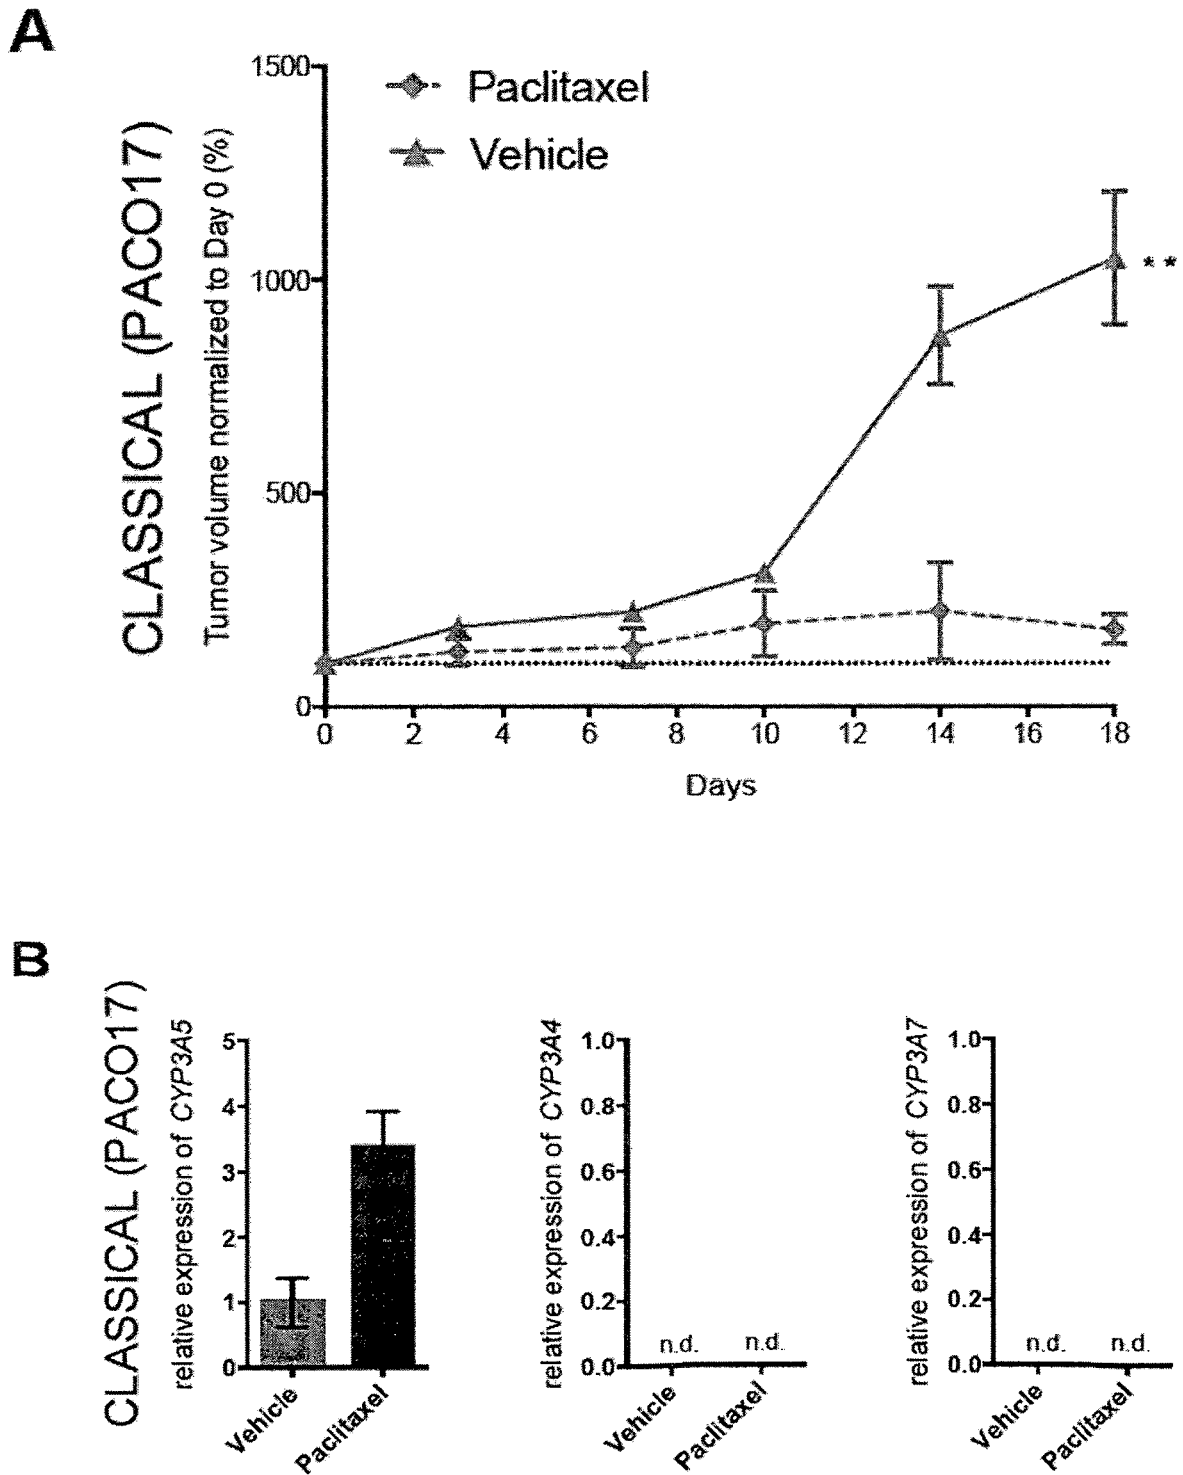 A
CLASSICAL (PACO17)
Tumor volume normalized to Day 0 (%)
1500
1000
500
0
Paclitaxel
Vehicle
**
0 2 4 6 8 10 12 14 16 18
Days
B
CLASSICAL (PACO17)
relative expression of CYP3A5
5
4
3
2
1
0
Vehicle
Paclitaxel
relative expression of CYP3A4
1.0
0.8
0.6
0.4
0.2
0.0
n.d. n.d.
Vehicle
Paclitaxel
relative expression of CYP3A7
1.0
0.8
0.6
0.4
0.2
0.0
n.d. n.d.
Vehicle
Paclitaxel